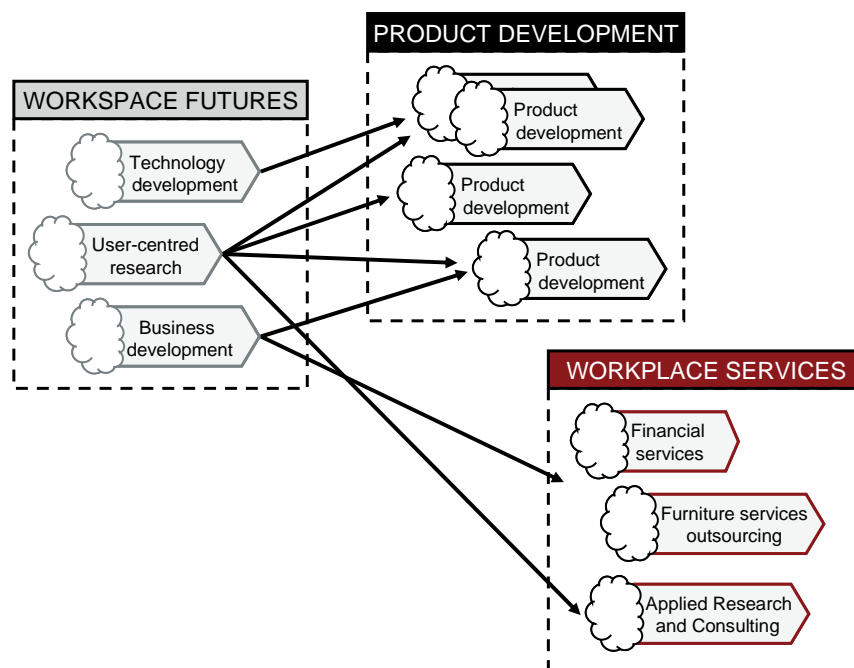 PRODUCT DEVELOPMENT
WORKSPACE FUTURES
Product
development
Technology
development
Product
development
User-centred
research
Product
development
Business
development
WORKPLACE SERVICES
Financial
services
Furniture services
outsourcing
Applied Research
and Consulting